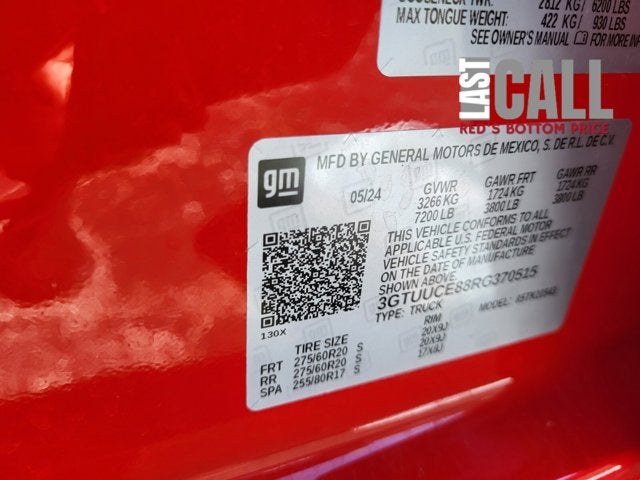 GOOSENECK TWR: 2812 KG/ 6200 LBS
MAX TONGUE WEIGHT: 422 KG/ 930 LBS
SEE OWNER'S MANUAL FOR MORE INF
LAST CALL
RED'S BOTTOM PRICE
gm
MFD BY GENERAL MOTORS DE MEXICO, S. DE R.L. DE C.V.
05/24 GVWR GAWR FRT GAWR RR
3266 KG 1724 KG 1724 KG
7200 LB 3800 LB 3800 LB
THIS VEHICLE CONFORMS TO ALL
APPLICABLE U.S. FEDERAL MOTOR
VEHICLE SAFETY STANDARDS IN
EFFECT ON THE DATE OF MANUFACTURE
SHOWN ABOVE.
3GTUUCE88RG370515
TYPE: TRUCK MODEL:
130X
TIRE SIZE RIM
FRT 275/60R20 S 20X9J
RR 275/60R20 S 20X9J
SPA 255/80R17 S 17X8J